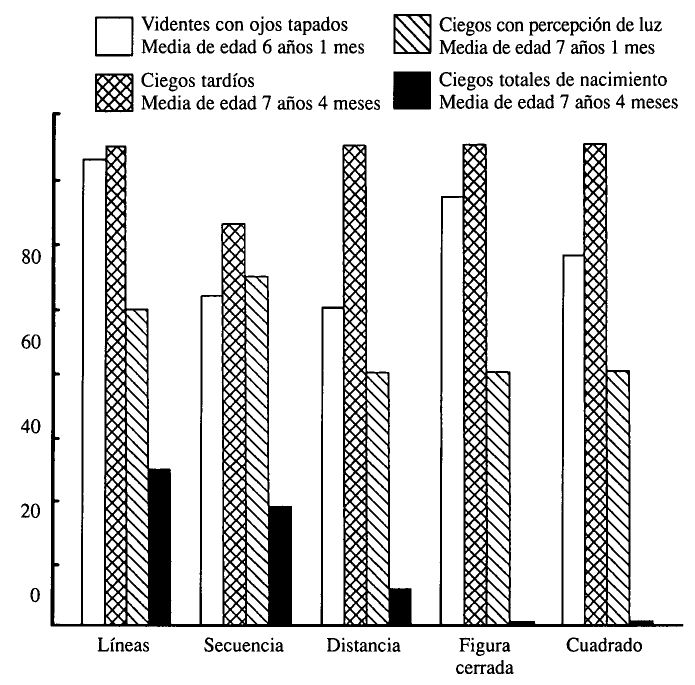 Videntes con ojos tapados
Media de edad 6 años 1 mes
Ciegos con percepción de luz
Media de edad 7 años 1 mes
Ciegos tardíos
Media de edad 7 años 4 meses
Ciegos totales de nacimiento
Media de edad 7 años 4 meses
80
60
40
20
0
Líneas
Secuencia
Distancia
Figura
cerrada
Cuadrado